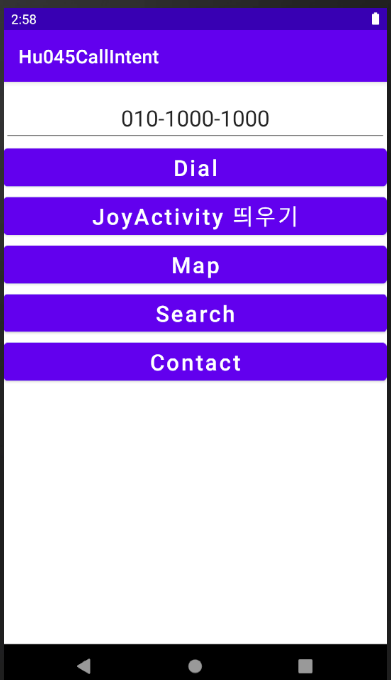 2:58
Hu045CallIntent
010-1000-1000
Dial
JoyActivity 띄우기
Map
Search
Contact